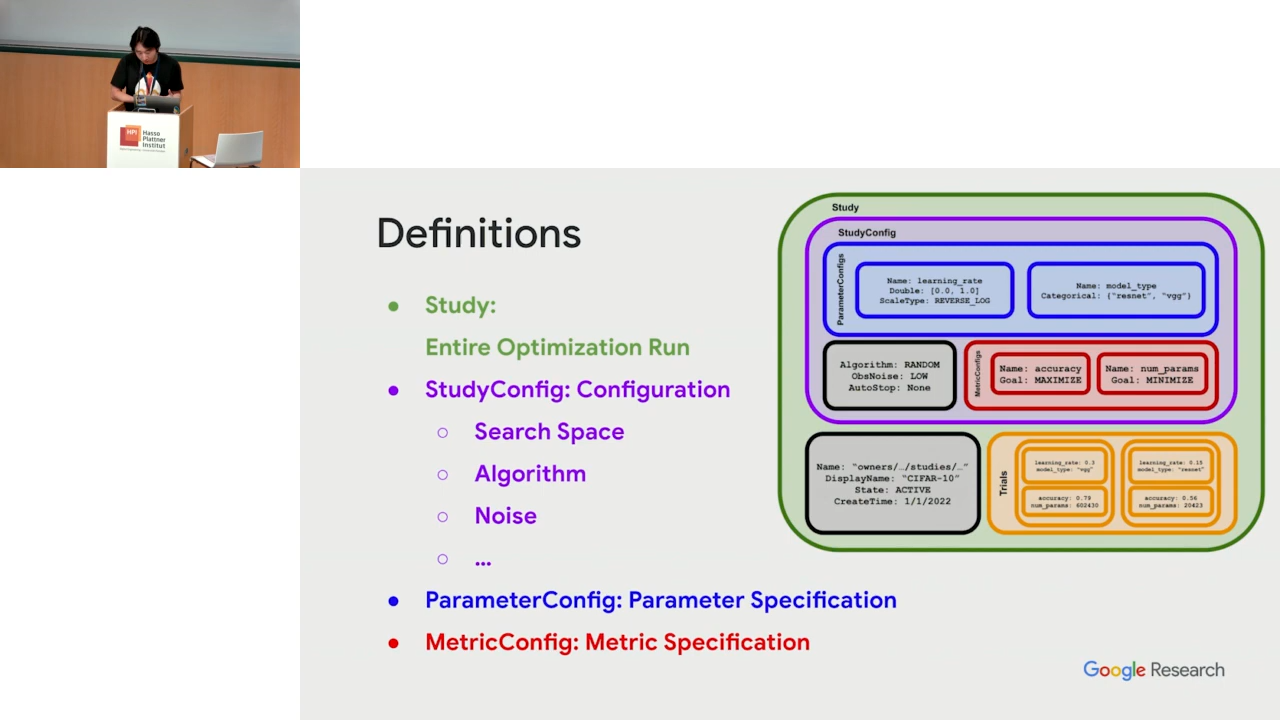 HPI Hasso
Plattner
Institut
Definitions
● Study:
Entire Optimization Run
● StudyConfig: Configuration
○ Search Space
○ Algorithm
○ Noise
○ ...
● ParameterConfig: Parameter Specification
● MetricConfig: Metric Specification
Study
StudyConfig
ParameterConfigs
Name: learning_rate
Double: [0.0, 1.0]
ScaleType: REVERSE_LOG
Name: model_type
Categorical: {"resnet", "vgg"}
Algorithm: RANDOM
ObsNoise: LOW
AutoStop: None
MetricConfigs
Name: accuracy
Goal: MAXIMIZE
Name: num_params
Goal: MINIMIZE
Name: "owners/…/studies/…"
DisplayName: "CIFAR-10"
State: ACTIVE
CreateTime: 1/1/2022
Trials
learning_rate: 0.3
model_type: "vgg"
accuracy: 0.79
num_params: 602430
learning_rate: 0.15
model_type: "resnet"
accuracy: 0.56
num_params: 20423
Google Research